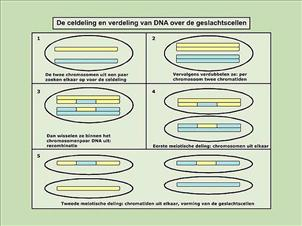 De celdeling en verdeling van DNA over de geslachtscellen
1
De twee chromosomen uit een paar
zoeken elkaar op voor de celdeling
2
Vervolgens verdubbelen ze: per
chromosoom twee chromatiden
3
Dan wisselen ze binnen het
chromosomenpaar DNA uit:
recombinatie
4
Eerste meiotische deling: chromosomen uit elkaar
5
Tweede meiotische deling: chromatiden uit elkaar, vorming van de geslachtscellen